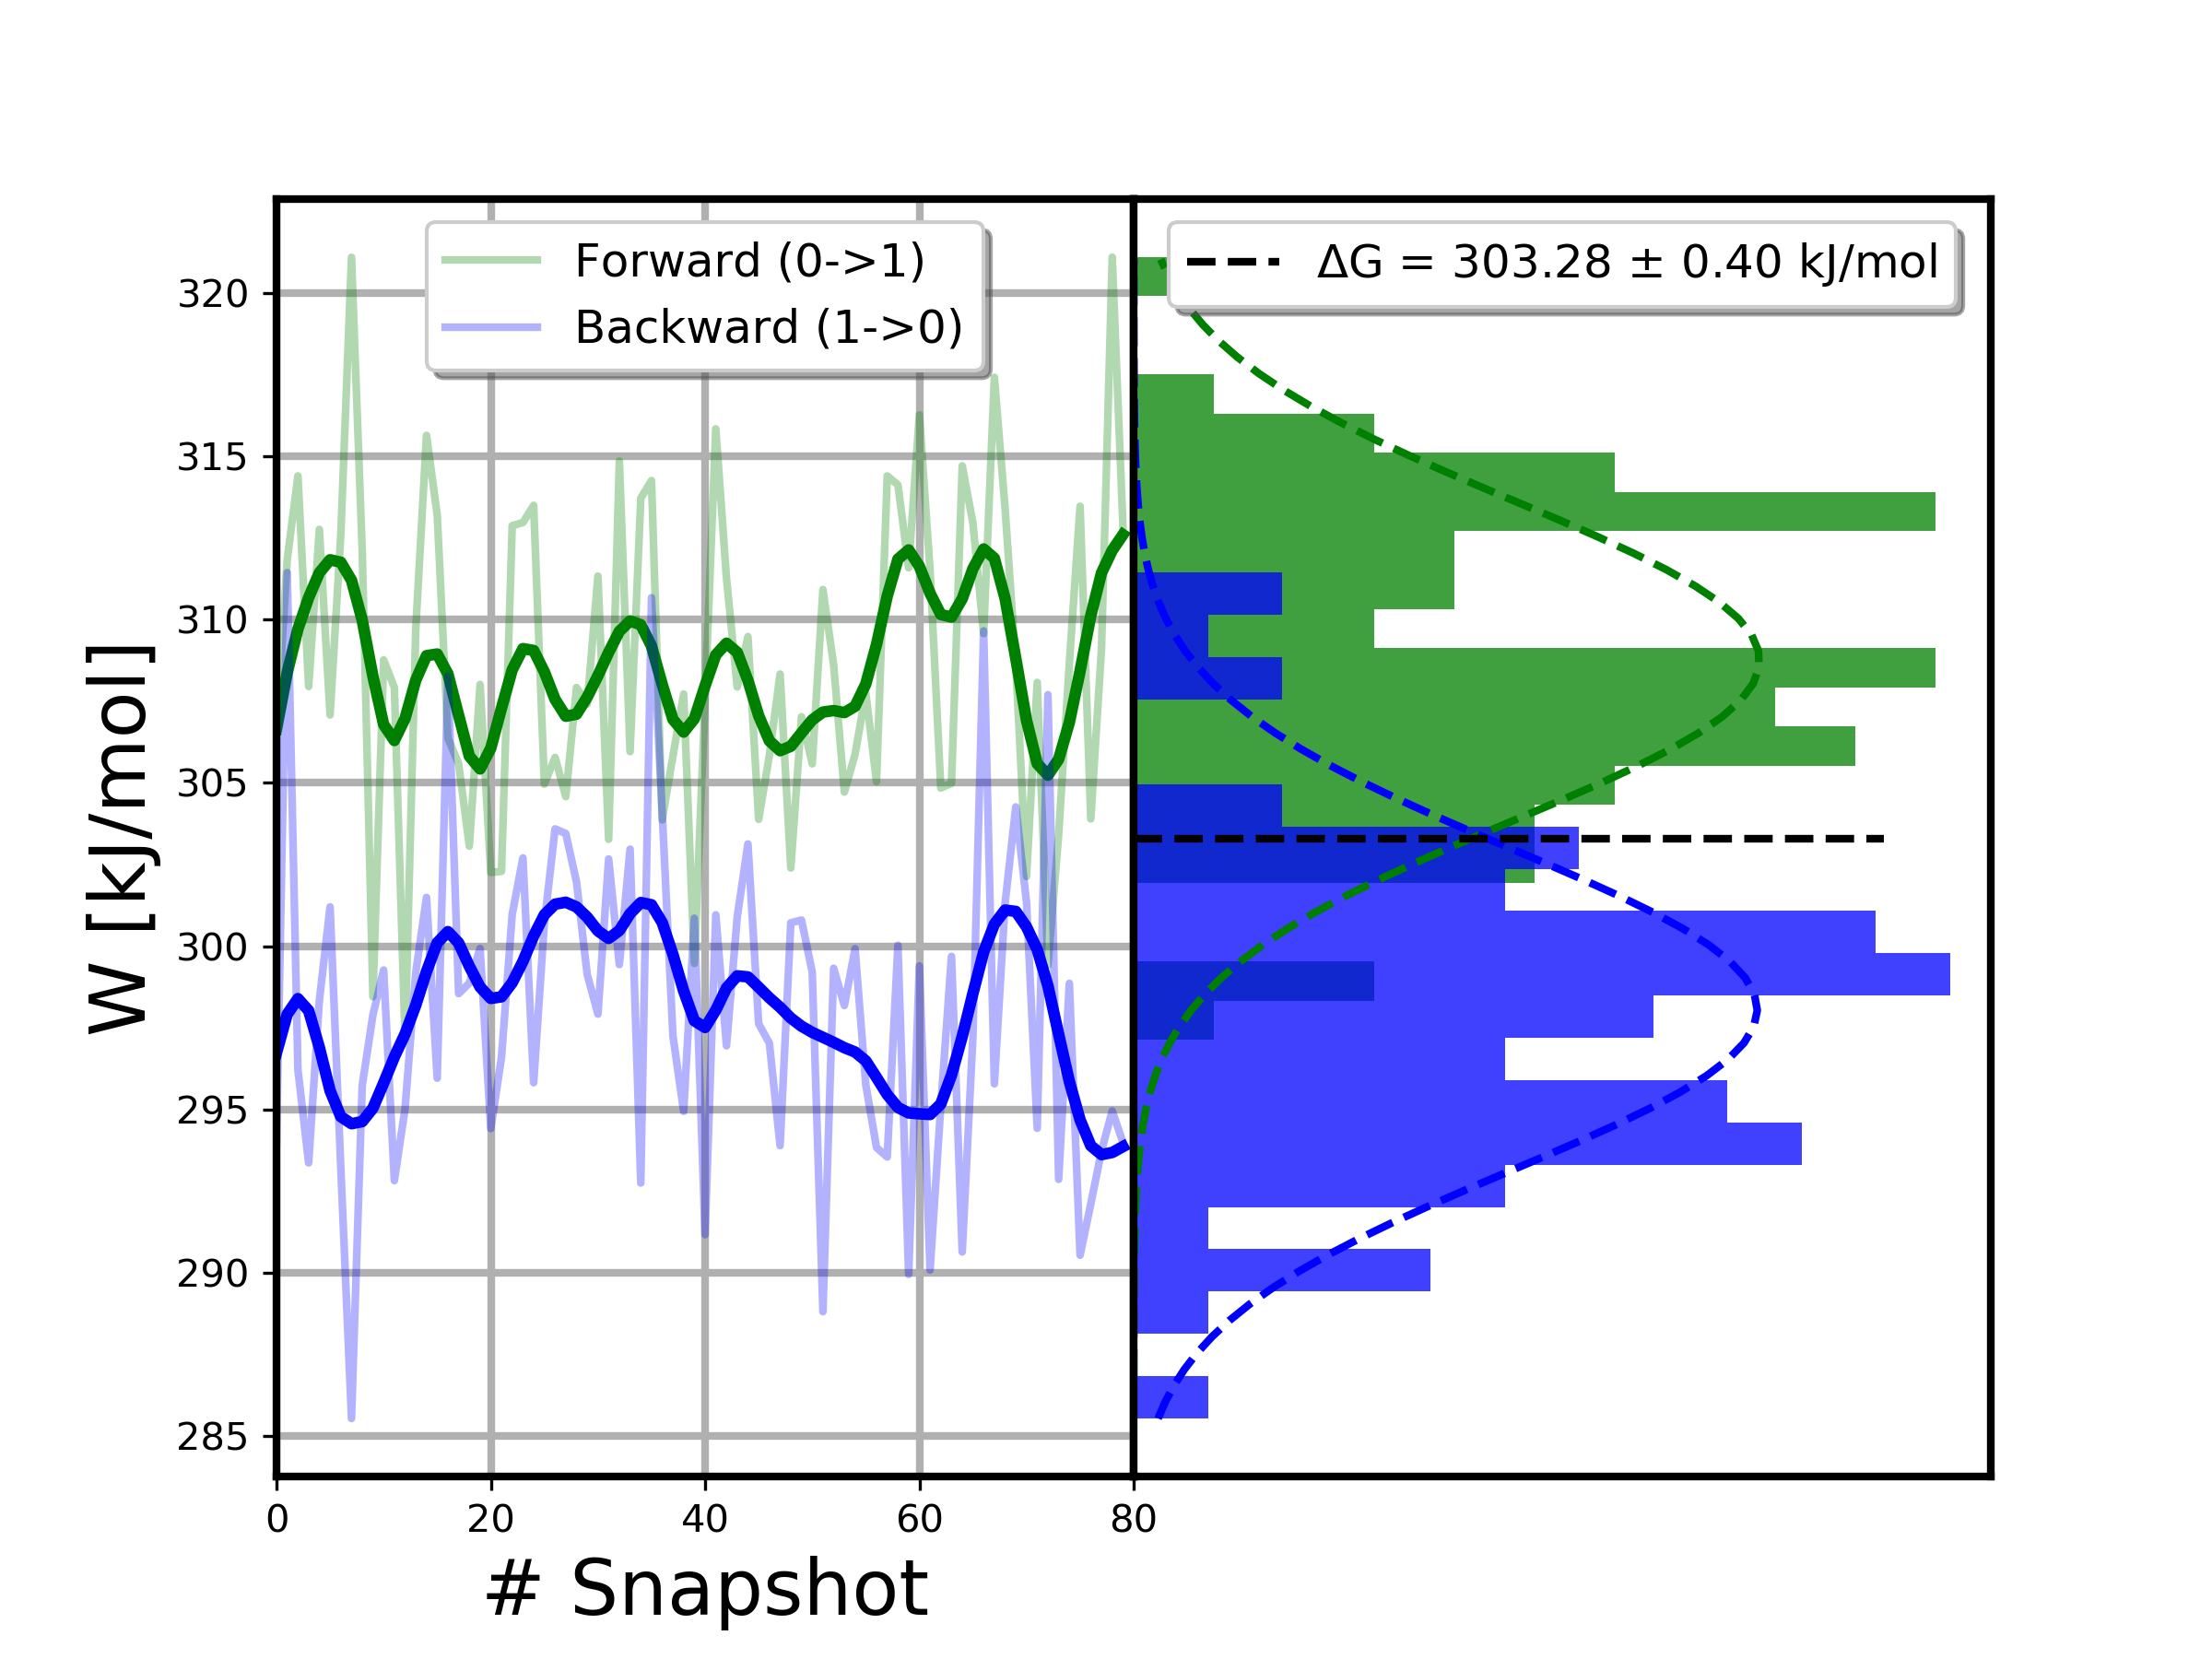 Forward (0->1)
Backward (1->0)
ΔG = 303.28 ± 0.40 kJ/mol
W [kJ/mol]
320
315
310
305
300
295
290
285
0 20 40 60 80
# Snapshot